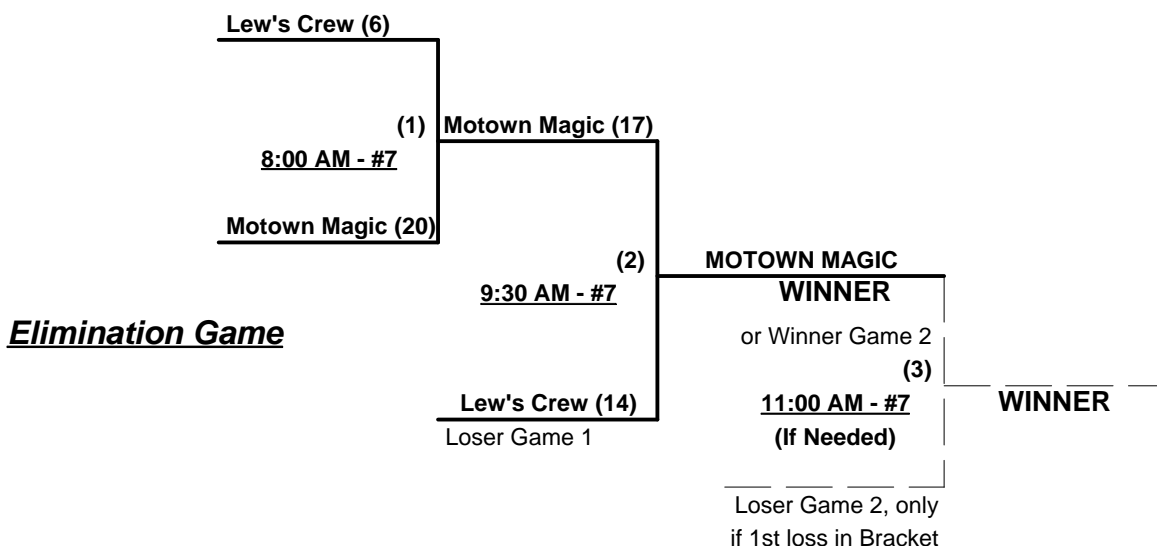 Lew's Crew (6)
(1)
Motown Magic (17)
8:00 AM - #7
Motown Magic (20)
(2)
MOTOWN MAGIC
9:30 AM - #7
WINNER
Elimination Game
or Winner Game 2
(3)
Lew's Crew (14)
11:00 AM - #7
WINNER
Loser Game 1
(If Needed)
Loser Game 2, only
if 1st loss in Bracket